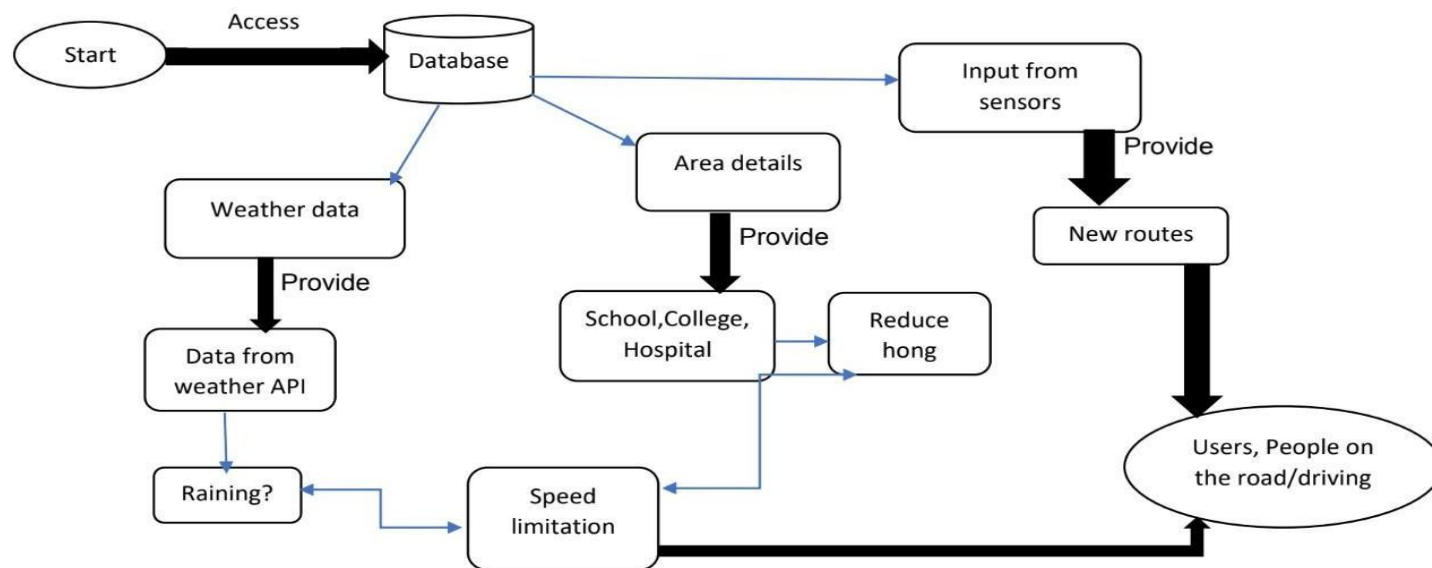 Access
Start
Database
Input from
sensors
Provide
Area details
Weather data
Provide
New routes
Provide
School,College,
Hospital
Reduce
hong
Data from
weather API
Users, People on
the road/driving
Raining?
Speed
limitation